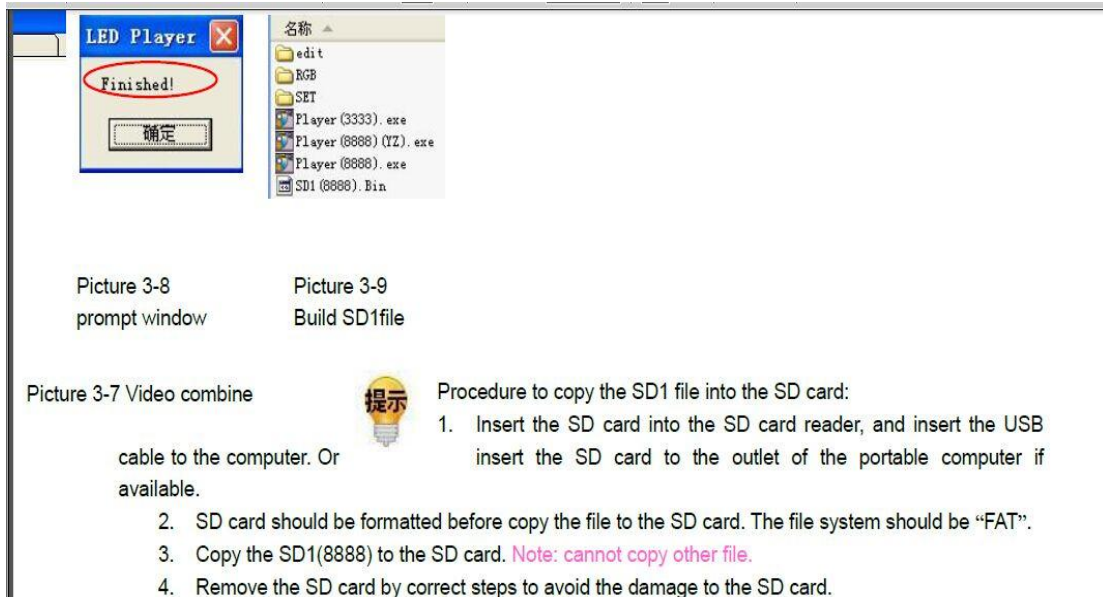 LED Player
Finished!
确定
名称
edit
RGB
SET
Player (3333). exe
Player (8888) (YZ). exe
Player (8888). exe
SD1 (8888). Bin
Picture 3-8
prompt window
Picture 3-9
Build SD1file
Picture 3-7 Video combine
提示
Procedure to copy the SD1 file into the SD card:
1. Insert the SD card into the SD card reader, and insert the USB
cable to the computer. Or insert the SD card to the outlet of the portable computer if
available.
2. SD card should be formatted before copy the file to the SD card. The file system should be “FAT”.
3. Copy the SD1(8888) to the SD card. Note: cannot copy other file.
4. Remove the SD card by correct steps to avoid the damage to the SD card.